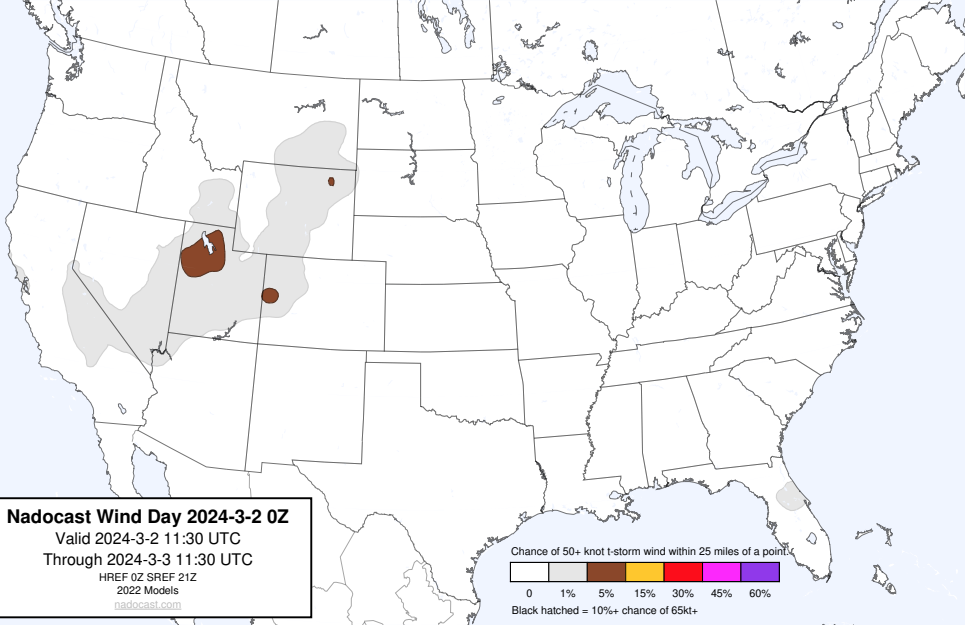 Nadocast Wind Day 2024-3-2 0Z
Valid 2024-3-2 11:30 UTC
Through 2024-3-3 11:30 UTC
HREF 0Z SREF 21Z
2022 Models
nadocast.com
Chance of 50+ knot t-storm wind within 25 miles of a point.
0 1% 5% 15% 30% 45% 60%
Black hatched = 10%+ chance of 65kt+